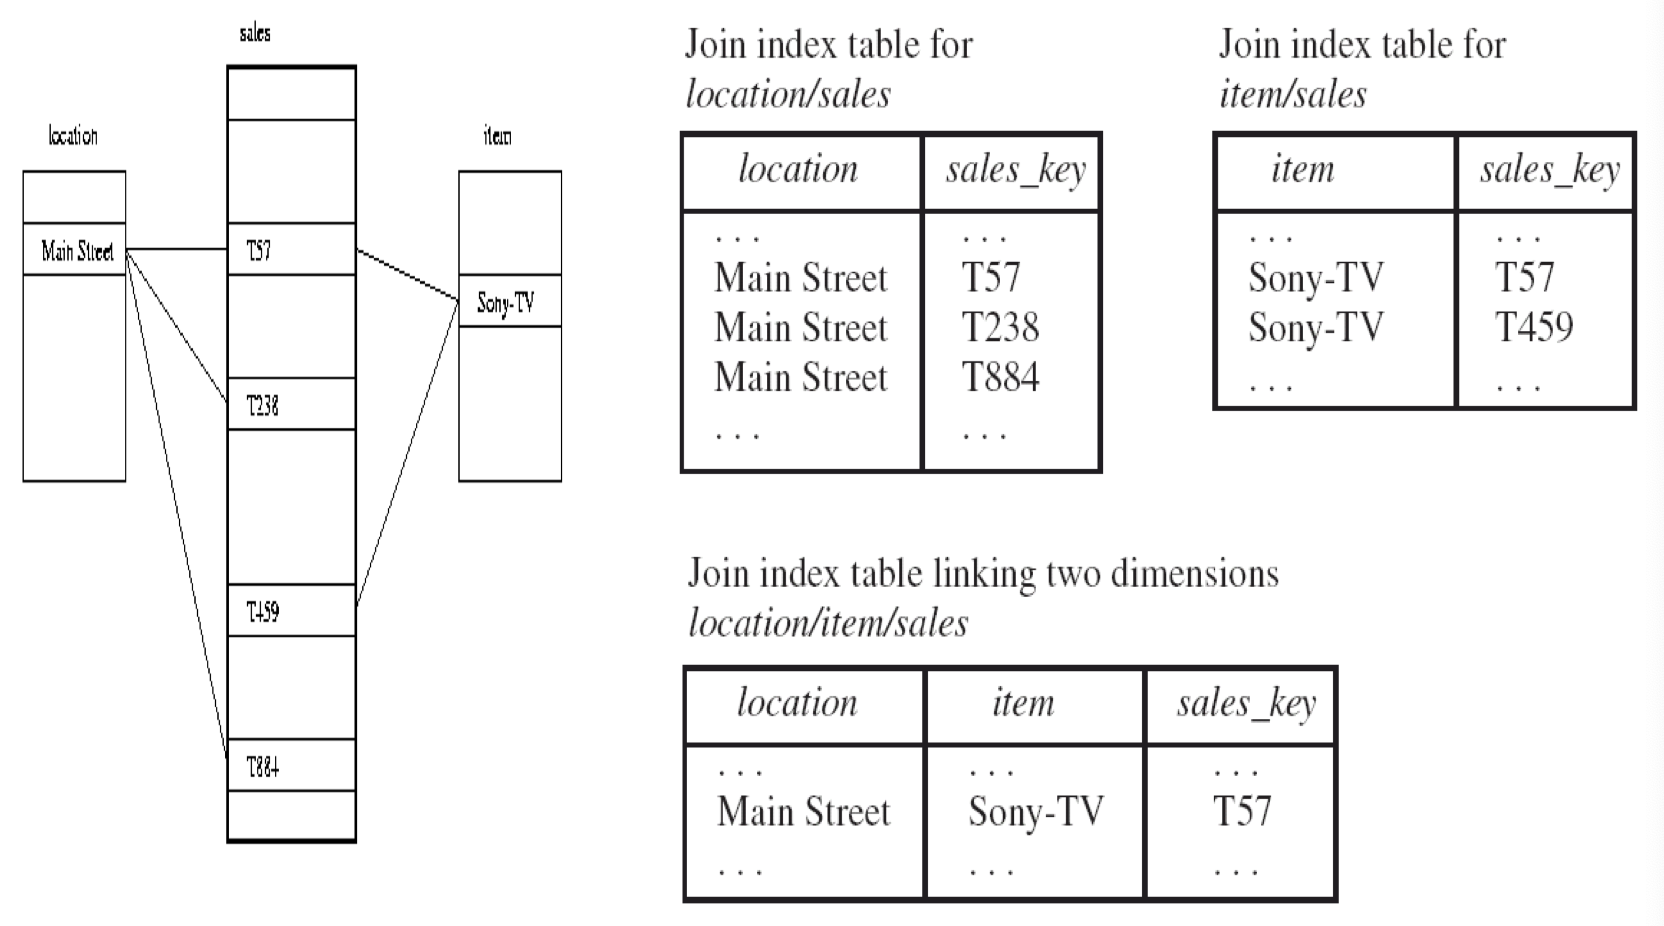 sales
location
item
Main Street
T57
Sony-TV
T238
T459
T884
Join index table for
location/sales
location sales_key
. . . . . .
Main Street T57
Main Street T238
Main Street T884
. . . . . .
Join index table for
item/sales
item sales_key
. . . . . .
Sony-TV T57
Sony-TV T459
. . . . . .
Join index table linking two dimensions
location/item/sales
location item sales_key
. . . . . . . . .
Main Street Sony-TV T57
. . . . . . . . .